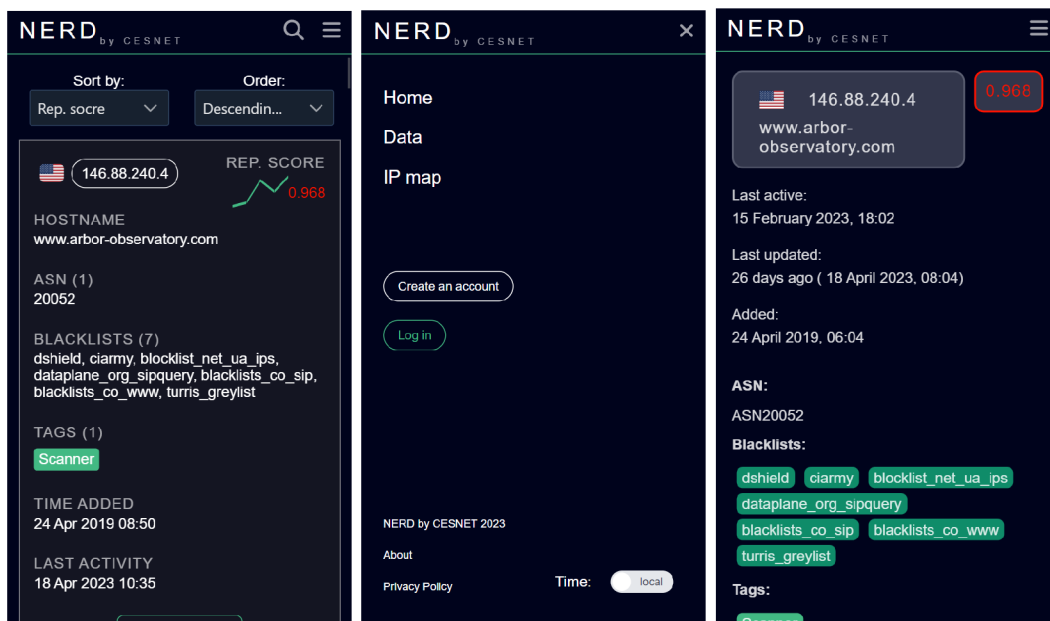 NERD by CESNET
Sort by: Order:
Rep. socre Descendin...
146.88.240.4
REP. SCORE
0.968
HOSTNAME
www.arbor-observatory.com
ASN (1)
20052
BLACKLISTS (7)
dshield, ciarmy, blocklist_net_ua_ips,
dataplane_org_sipquery, blacklists_co_sip,
blacklists_co_www, turris_greylist
TAGS (1)
Scanner
TIME ADDED
24 Apr 2019 08:50
LAST ACTIVITY
18 Apr 2023 10:35
NERD by CESNET
Home
Data
IP map
Create an account
Log in
NERD by CESNET 2023
About
Privacy Policy
Time: local
NERD by CESNET
146.88.240.4
0.968
www.arbor-
observatory.com
Last active:
15 February 2023, 18:02
Last updated:
26 days ago ( 18 April 2023, 08:04)
Added:
24 April 2019, 06:04
ASN:
ASN20052
Blacklists:
dshield ciarmy blocklist_net_ua_ips
dataplane_org_sipquery
blacklists_co_sip blacklists_co_www
turris_greylist
Tags:
Scanner